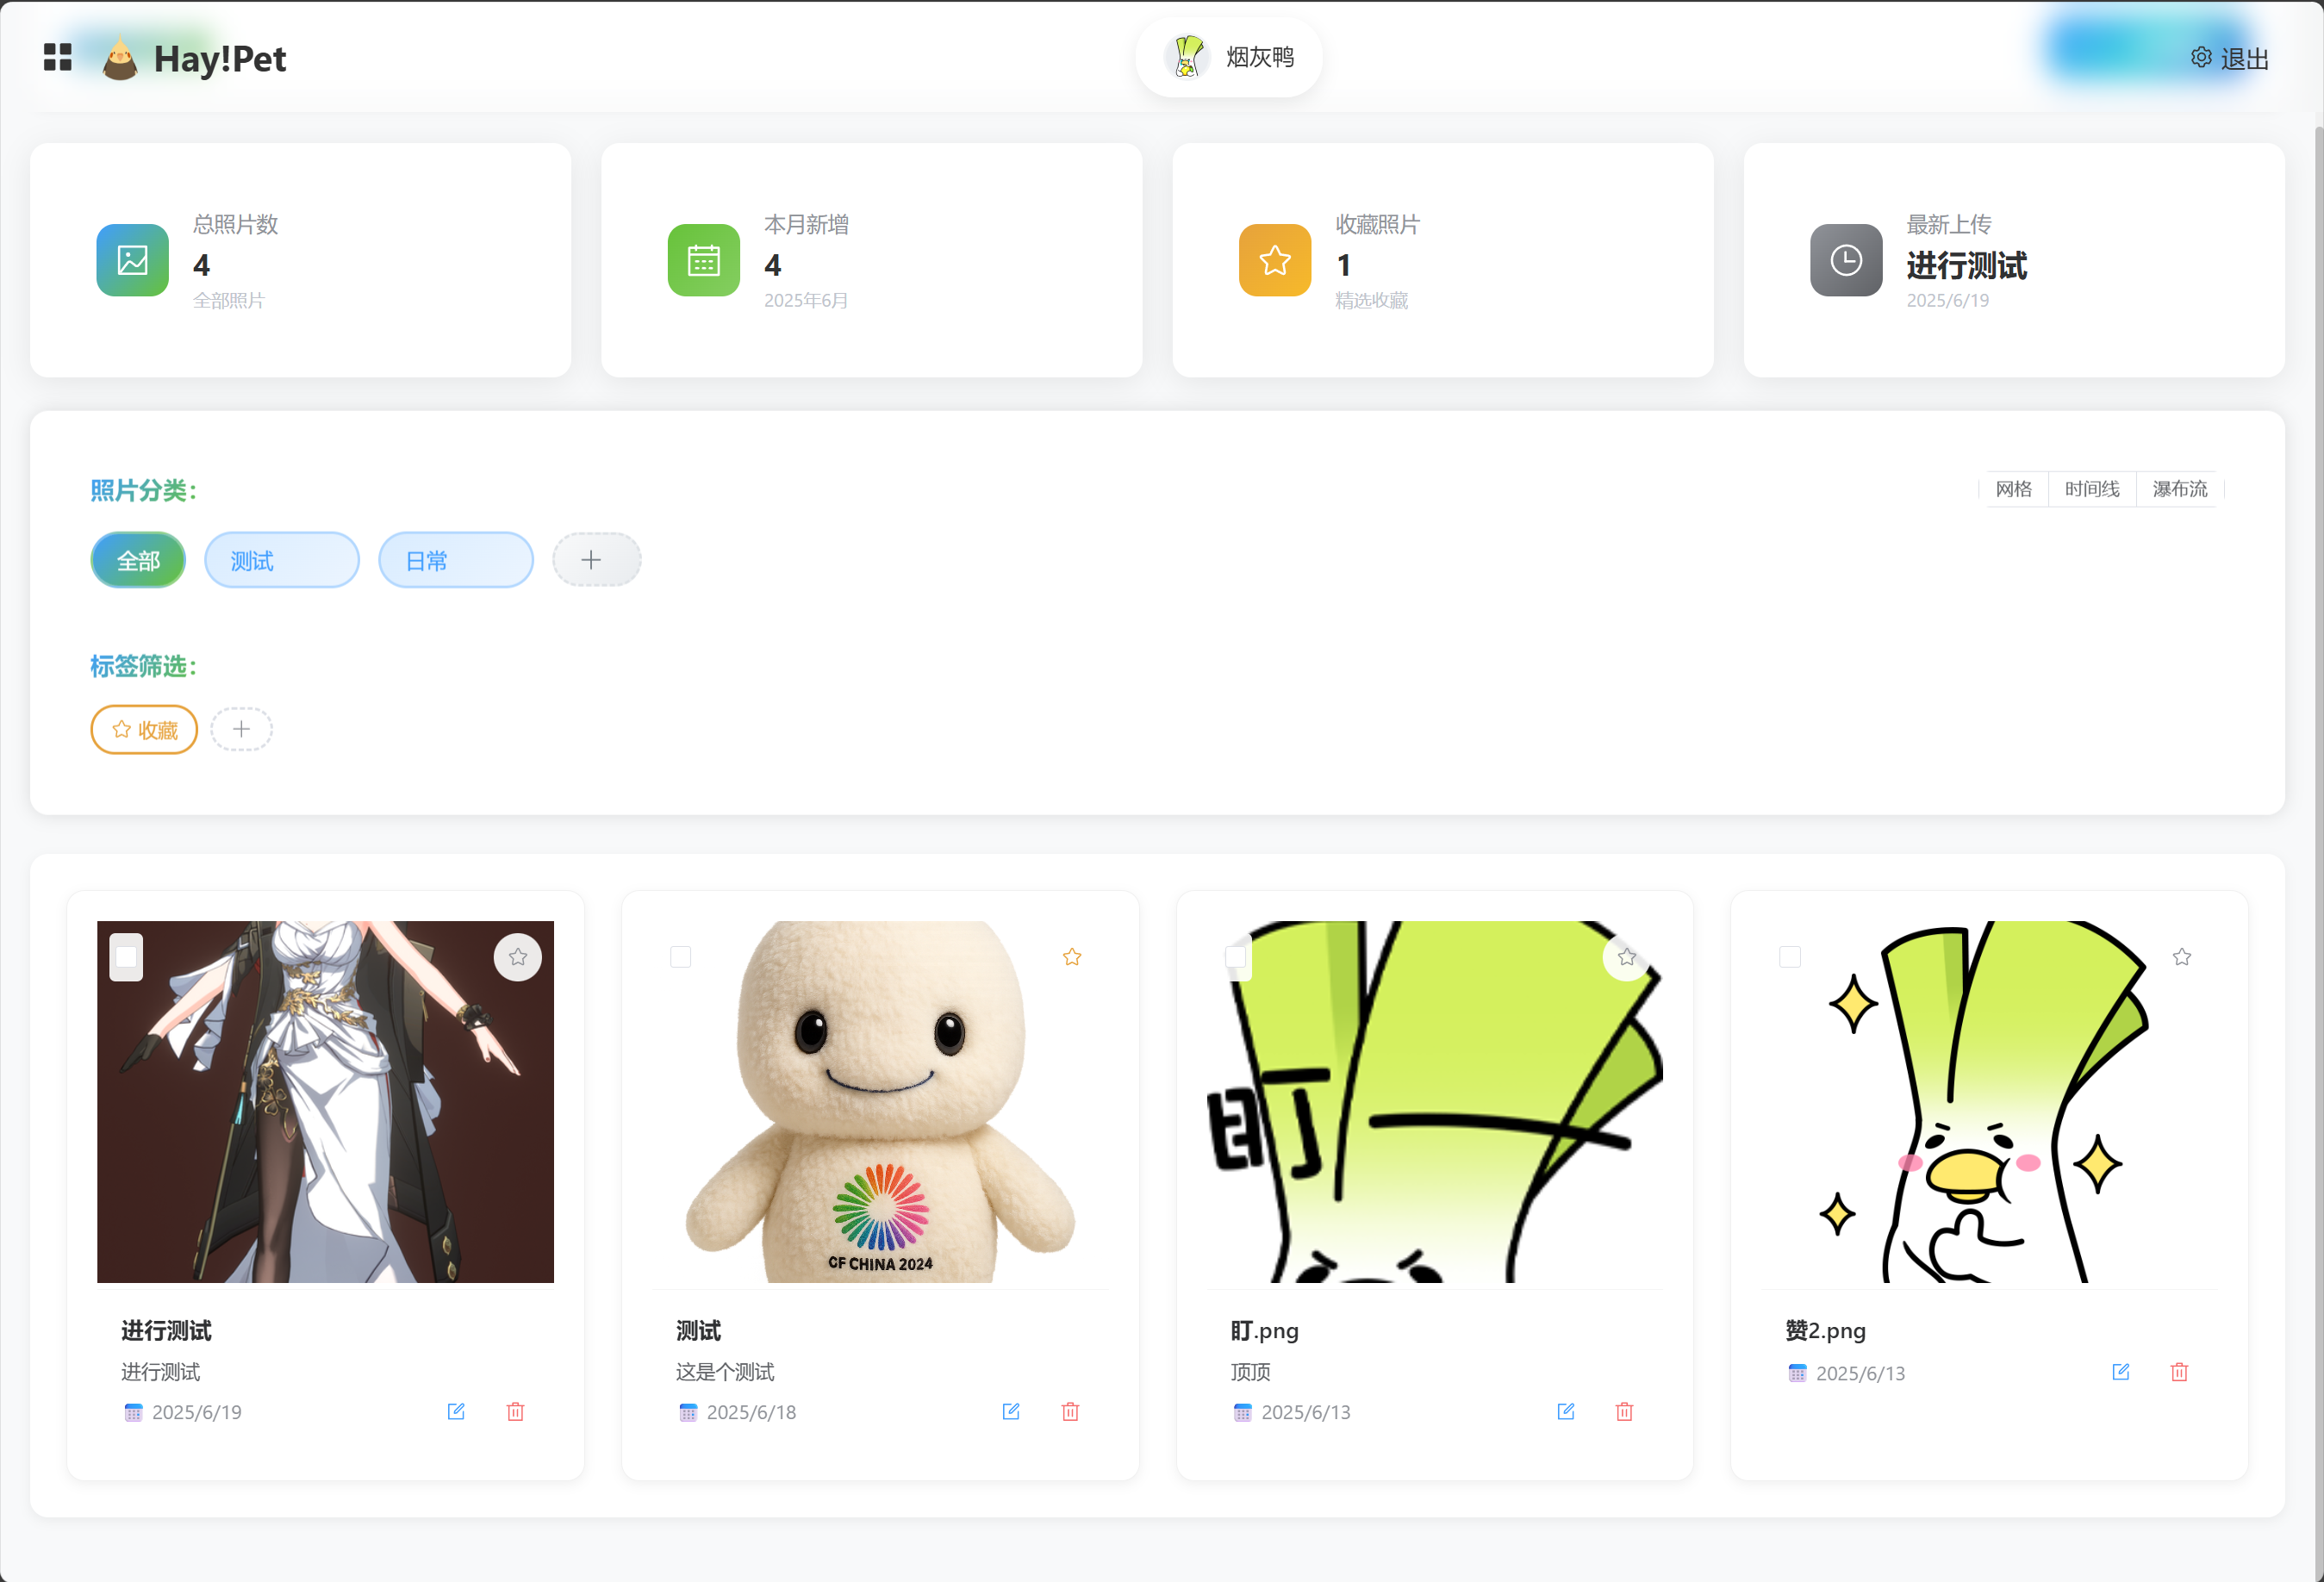 Hay!Pet
烟灰鸭
退出
总照片数
4
全部照片
本月新增
4
2025年6月
收藏照片
1
精选收藏
最新上传
进行测试
2025/6/19
照片分类：
网格
时间线
瀑布流
全部
测试
日常
标签筛选：
收藏
CF CHINA 2024
盯
进行测试
进行测试
2025/6/19
测试
这是个测试
2025/6/18
盯.png
顶顶
2025/6/13
赞2.png
2025/6/13